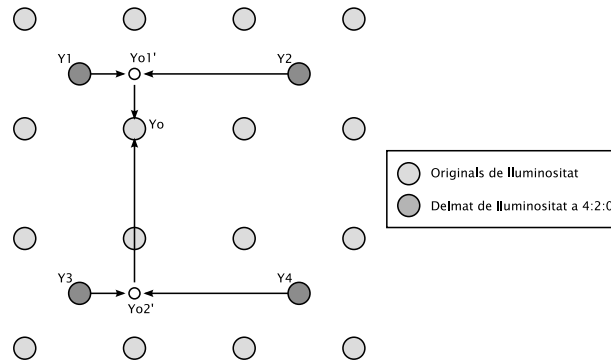 Y1
Yo1'
Y2
Yo
Originals de lluminositat
Delmat de lluminositat a 4:2:0
Y3
Y4
Yo2'